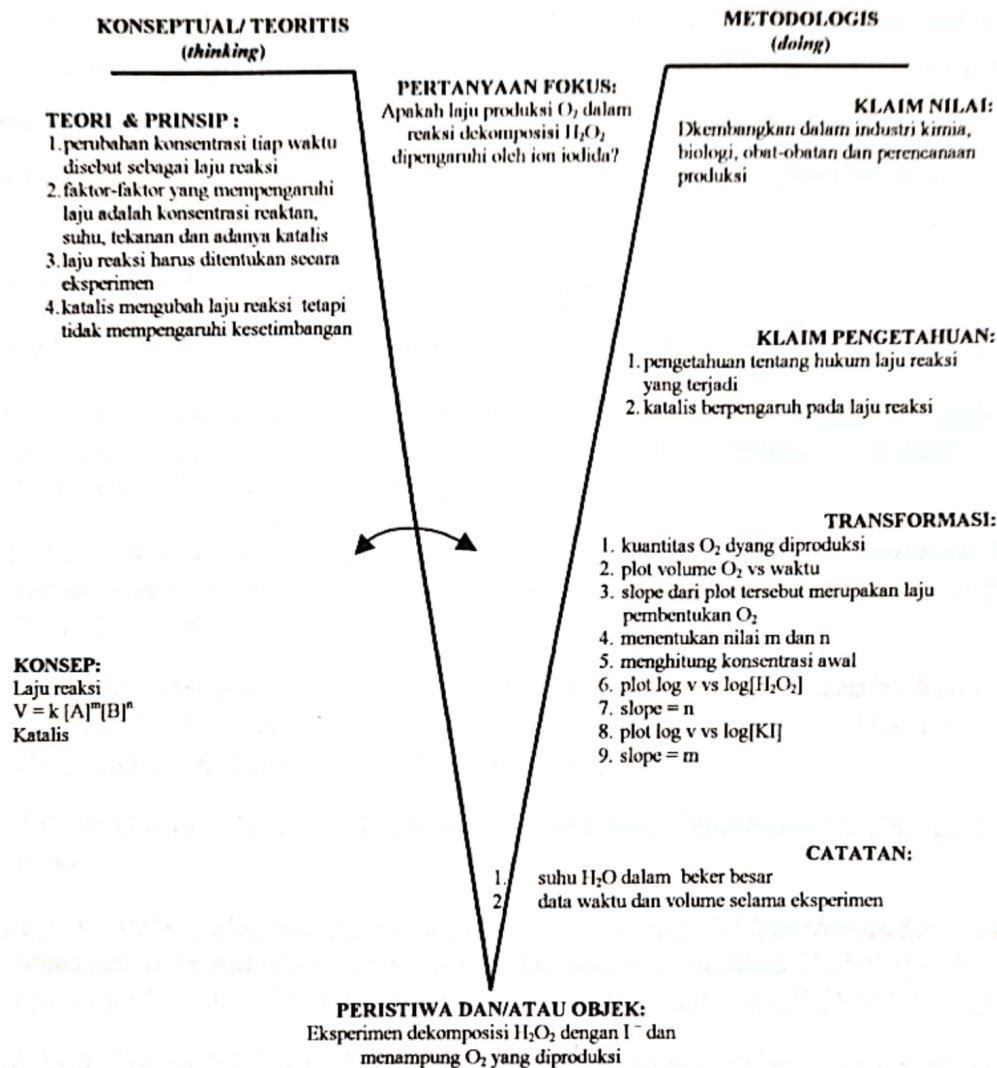 KONSEPTUAL/ TEORITIS
(thinking)
TEORI & PRINSIP :
1. perubahan konsentrasi tiap waktu
disebut sebagai laju reaksi
2. faktor-faktor yang mempengaruhi
laju adalah konsentrasi reaktan,
suhu, tekanan dan adanya katalis
3. laju reaksi harus ditentukan secara
eksperimen
4. katalis mengubah laju reaksi tetapi
tidak mempengaruhi kesetimbangan
KONSEP:
Laju reaksi
V = k [A]ᵐ[B]ⁿ
Katalis
PERTANYAAN FOKUS:
Apakah laju produksi O₂ dalam
reaksi dekomposisi H₂O₂
dipengaruhi oleh ion iodida?
METODOLOGIS
(doing)
KLAIM NILAI:
Dkembangkan dalam industri kimia,
biologi, obat-obatan dan perencanaan
produksi
KLAIM PENGETAHUAN:
1. pengetahuan tentang hukum laju reaksi
yang terjadi
2. katalis berpengaruh pada laju reaksi
TRANSFORMASI:
1. kuantitas O₂ dyang diproduksi
2. plot volume O₂ vs waktu
3. slope dari plot tersebut merupakan laju
pembentukan O₂
4. menentukan nilai m dan n
5. menghitung konsentrasi awal
6. plot log v vs log[H₂O₂]
7. slope = n
8. plot log v vs log[KI]
9. slope = m
CATATAN:
1. suhu H₂O dalam beker besar
2 data waktu dan volume selama eksperimen
PERISTIWA DAN/ATAU OBJEK:
Eksperimen dekomposisi H₂O₂ dengan I⁻ dan
menampung O₂ yang diproduksi